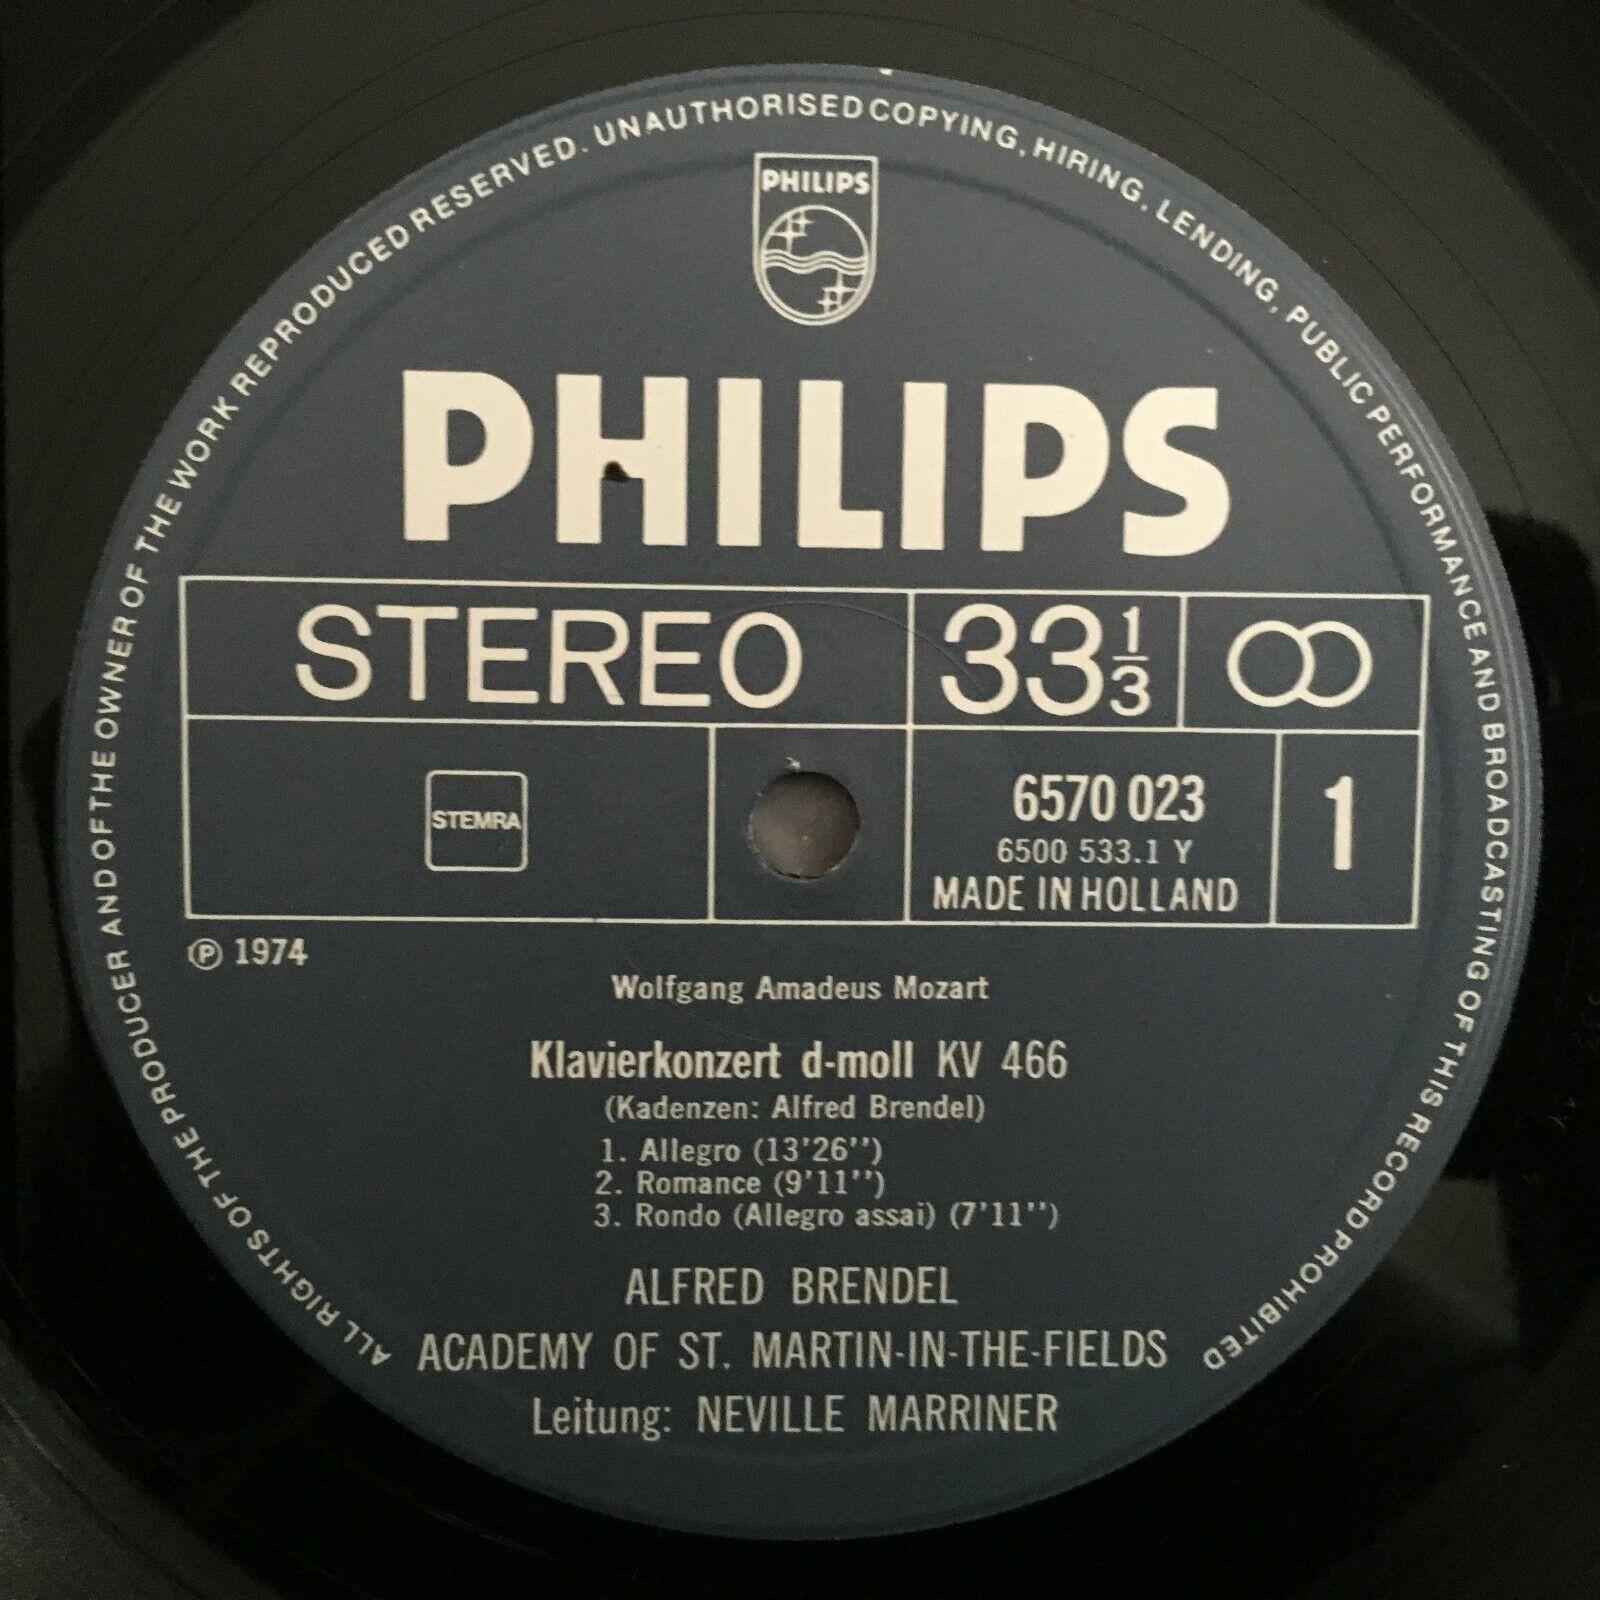 ALL RIGHTS OF THE PRODUCER AND OF THE OWNER OF THE WORK REPRODUCED RESERVED. UNAUTHORISED COPYING, HIRING, LENDING, PUBLIC PERFORMANCE AND BROADCASTING OF THIS RECORD PROHIBITED
PHILIPS
PHILIPS
STEREO 33 1/3
STEMRA
6570 023
6500 533.1 Y
MADE IN HOLLAND
1
Ⓟ 1974
Wolfgang Amadeus Mozart
Klavierkonzert d-moll KV 466
(Kadenzen: Alfred Brendel)
1. Allegro (13'26'')
2. Romance (9'11'')
3. Rondo (Allegro assai) (7'11'')
ALFRED BRENDEL
ACADEMY OF ST. MARTIN-IN-THE-FIELDS
Leitung: NEVILLE MARRINER